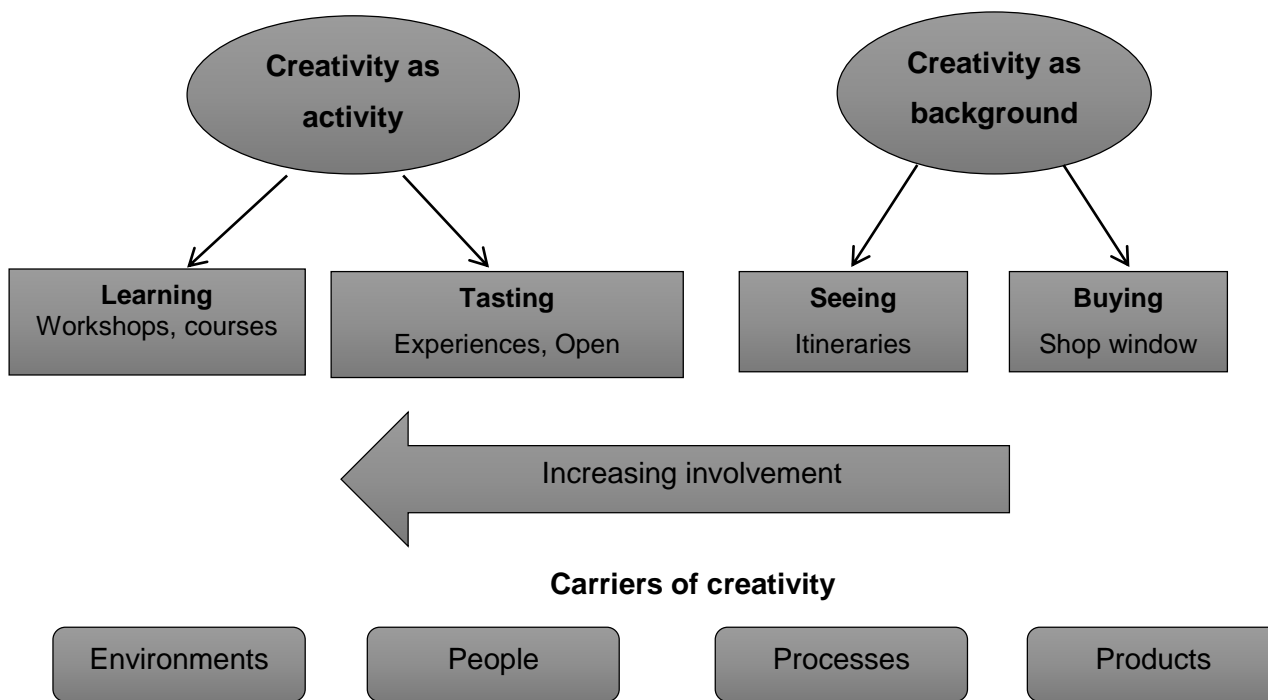 Creativity as
activity
Creativity as
background
Learning
Workshops, courses
Tasting
Experiences, Open
Seeing
Itineraries
Buying
Shop window
Increasing involvement
Carriers of creativity
Environments
People
Processes
Products